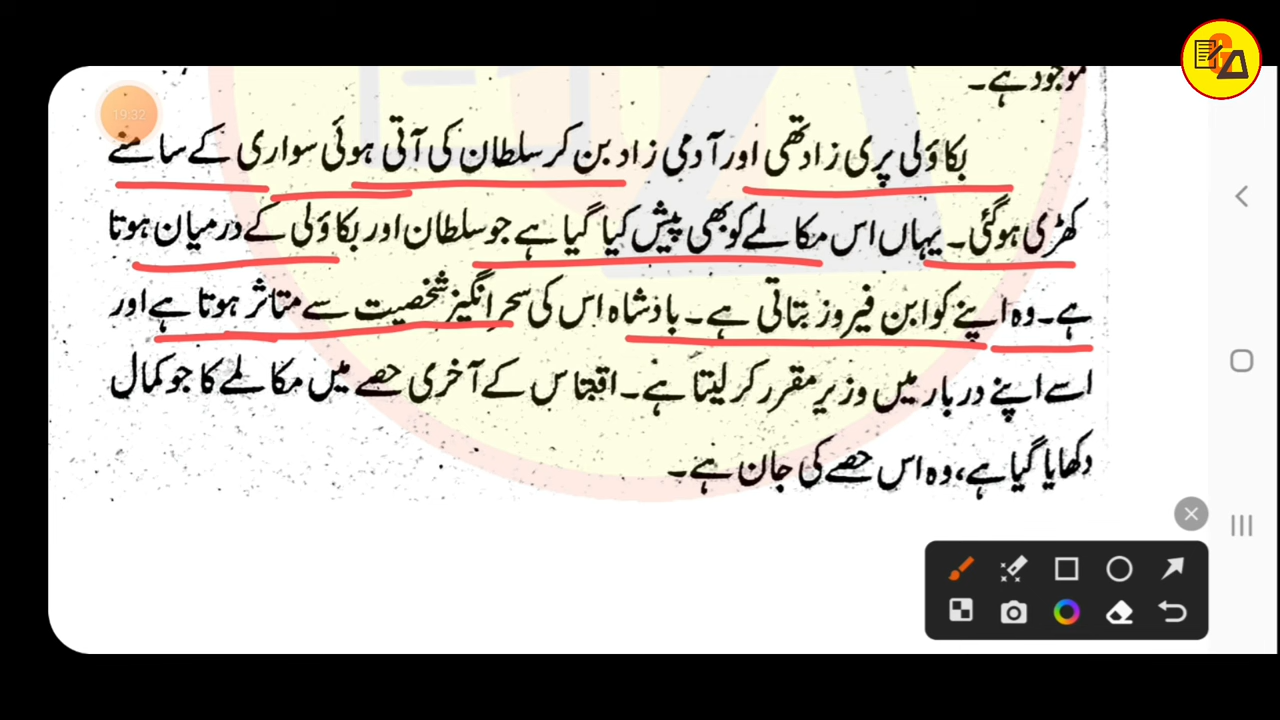 موجود ہے۔
19:32
بکاؤلی پری زاد تھی اور آدمی زاد بن کر سلطان کی آتی ہوئی سواری کے سامنے
کھڑی ہوگئی۔ یہاں اس مکالمے کو بھی پیش کیا گیا ہے جو سلطان اور بکاؤلی کے درمیان ہوتا
ہے۔ وہ اپنے کو ابن فیروز بتاتی ہے۔ بادشاہ اس کی سحر انگیز شخصیت سے متاثر ہوتا ہے اور
اسے اپنے دربار میں وزیر مقرر کر لیتا ہے۔ اقتباس کے آخری حصے میں مکالمے کا جو کمال
دکھایا گیا ہے، وہ اس حصے کی جان ہے۔